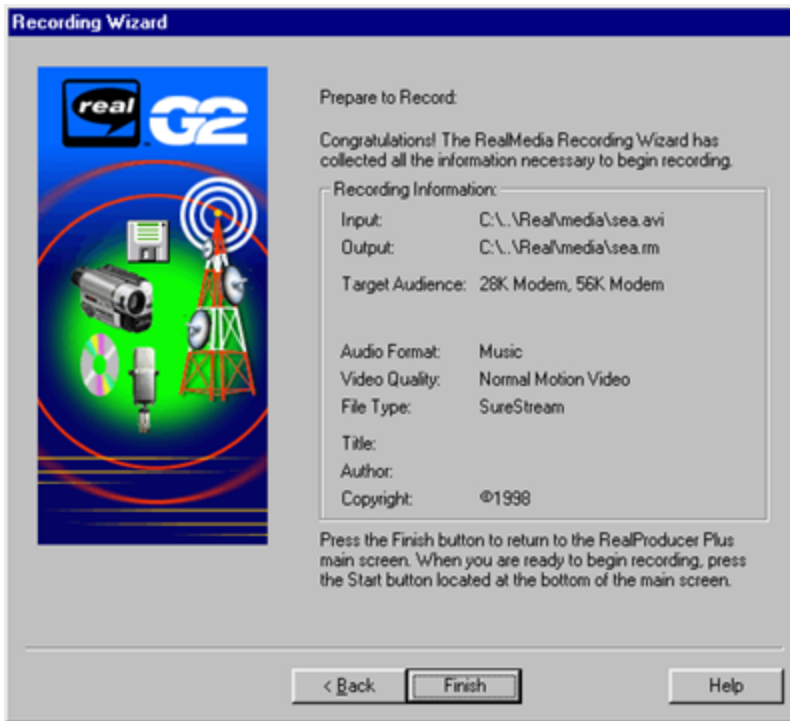 Recording Wizard
real G2
Prepare to Record:
Congratulations! The RealMedia Recording Wizard has
collected all the information necessary to begin recording.
Recording Information:
Input: C:\..\Real\media\sea.avi
Output: C:\..\Real\media\sea.rm
Target Audience: 28K Modem, 56K Modem
Audio Format: Music
Video Quality: Normal Motion Video
File Type: SureStream
Title:
Author:
Copyright: ©1998
Press the Finish button to return to the RealProducer Plus
main screen. When you are ready to begin recording, press
the Start button located at the bottom of the main screen.
< Back Finish Help